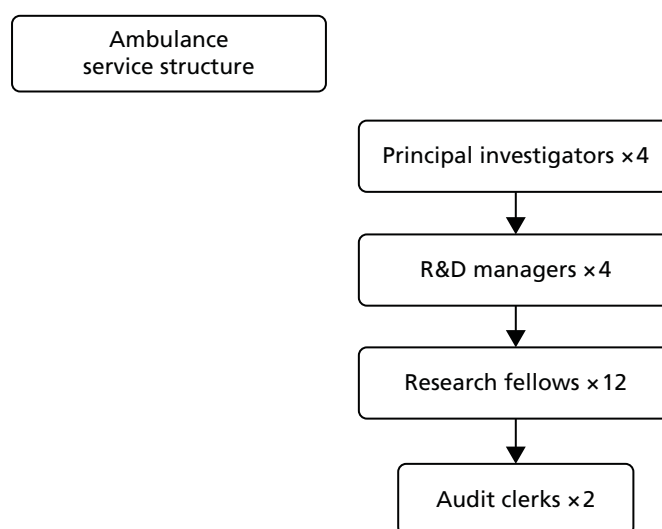 Ambulance
service structure
Principal investigators ×4
R&D managers ×4
Research fellows ×12
Audit clerks ×2